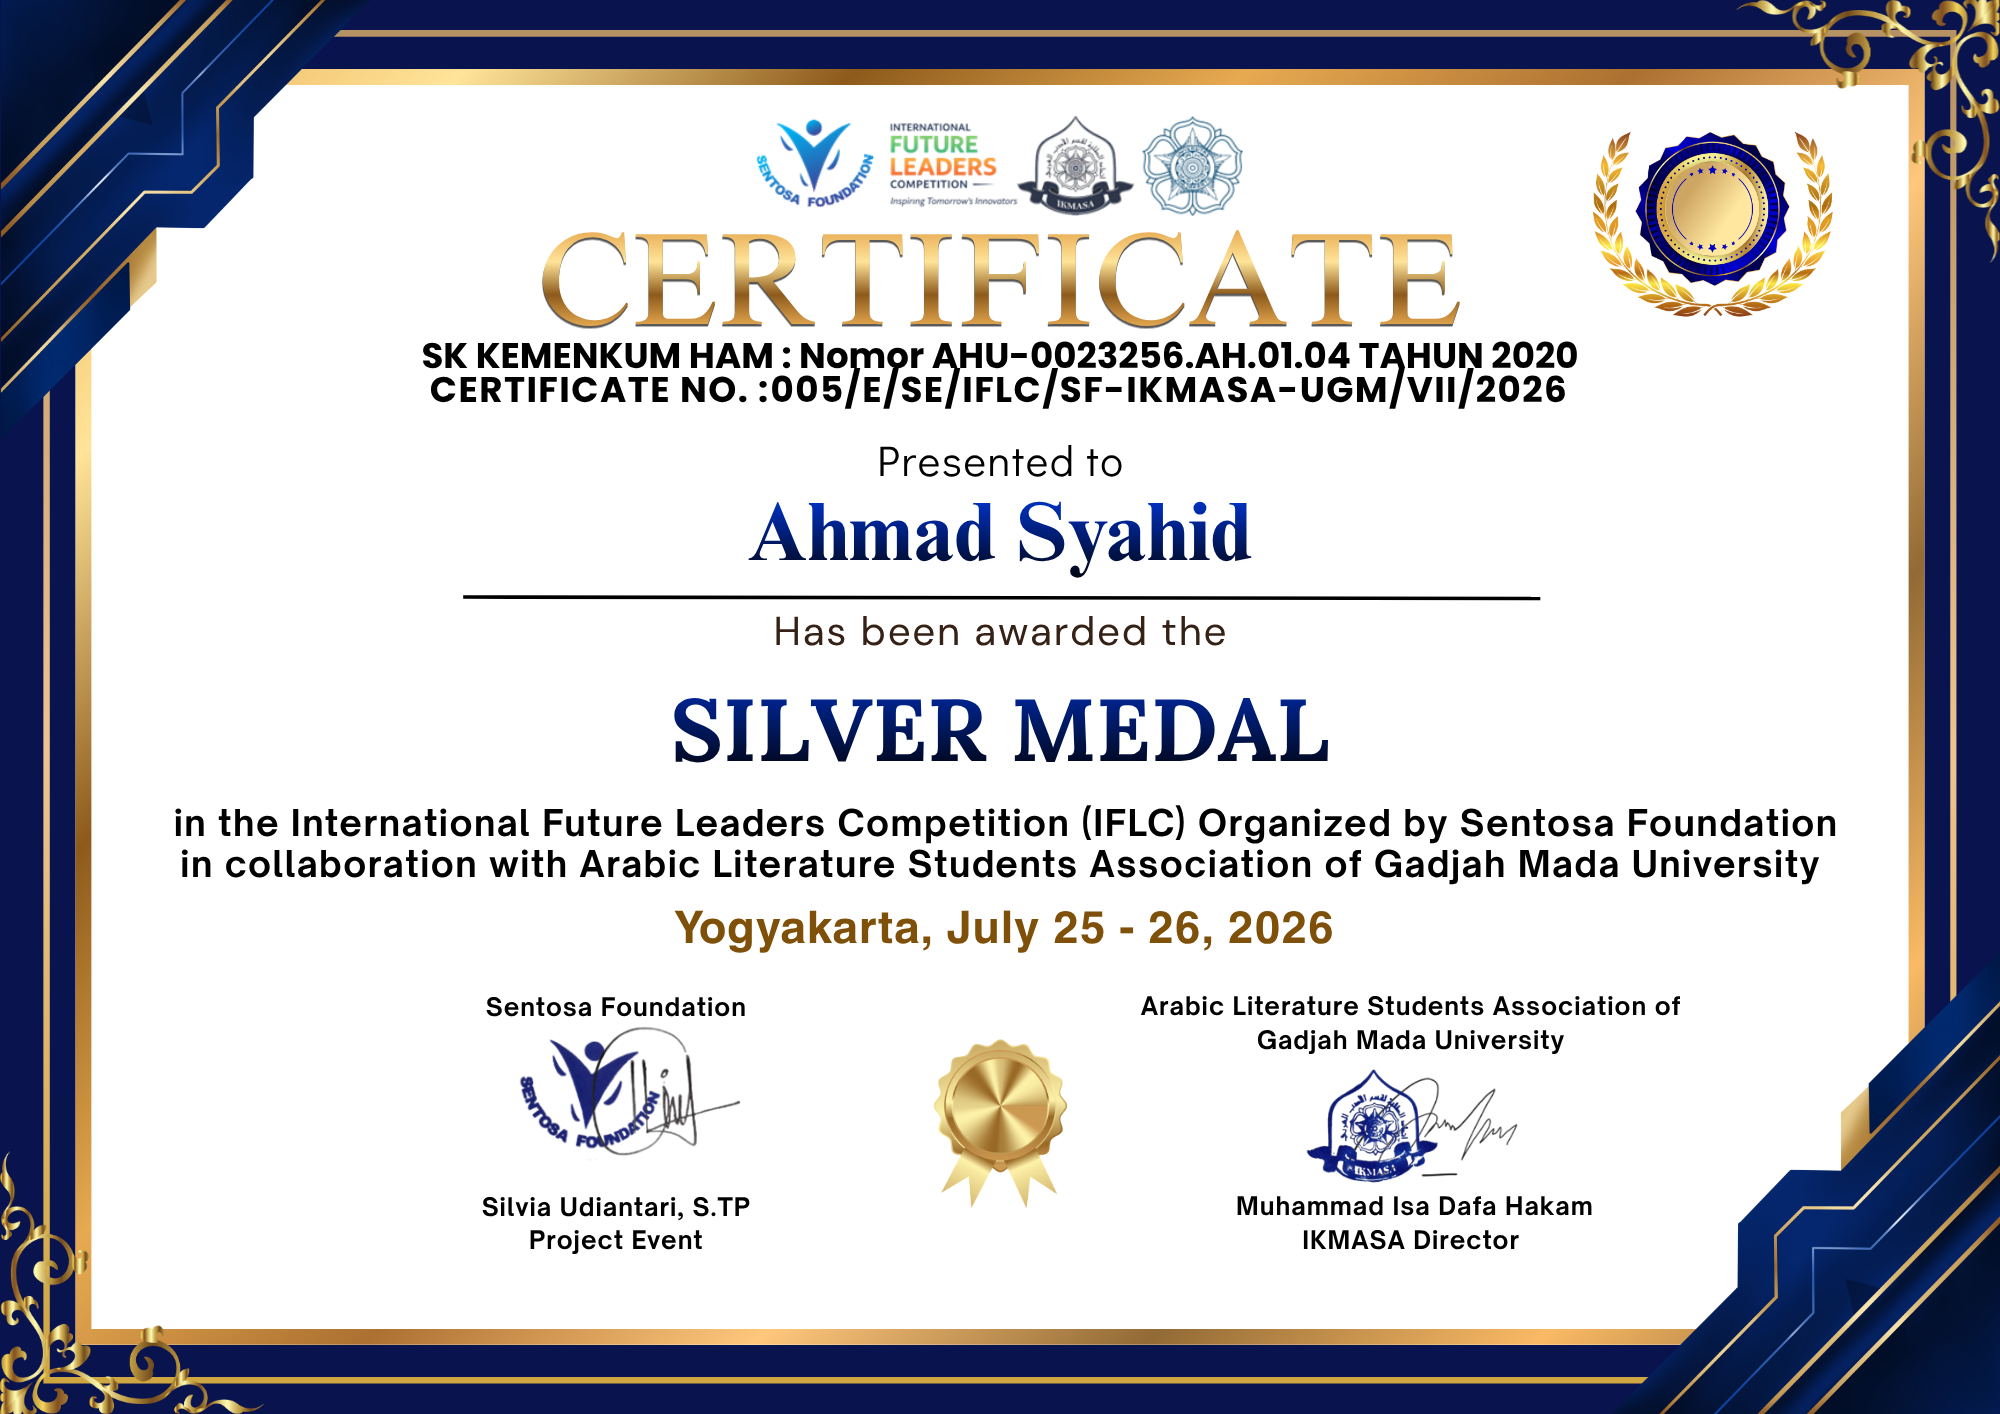 SENTOSA FOUNDATION
INTERNATIONAL
FUTURE
LEADERS
COMPETITION
Inspiring Tomorrow's Innovators
IKMASA
CERTIFICATE
SK KEMENKUM HAM : Nomor AHU-0023256.AH.01.04 TAHUN 2020
CERTIFICATE NO. :005/E/SE/IFLC/SF-IKMASA-UGM/VII/2026
Presented to
Ahmad Syahid
Has been awarded the
SILVER MEDAL
in the International Future Leaders Competition (IFLC) Organized by Sentosa Foundation
in collaboration with Arabic Literature Students Association of Gadjah Mada University
Yogyakarta, July 25 - 26, 2026
Sentosa Foundation
SENTOSA FOUNDATION
Silvia Udiantari, S.TP
Project Event
Arabic Literature Students Association of
Gadjah Mada University
IKMASA
Muhammad Isa Dafa Hakam
IKMASA Director